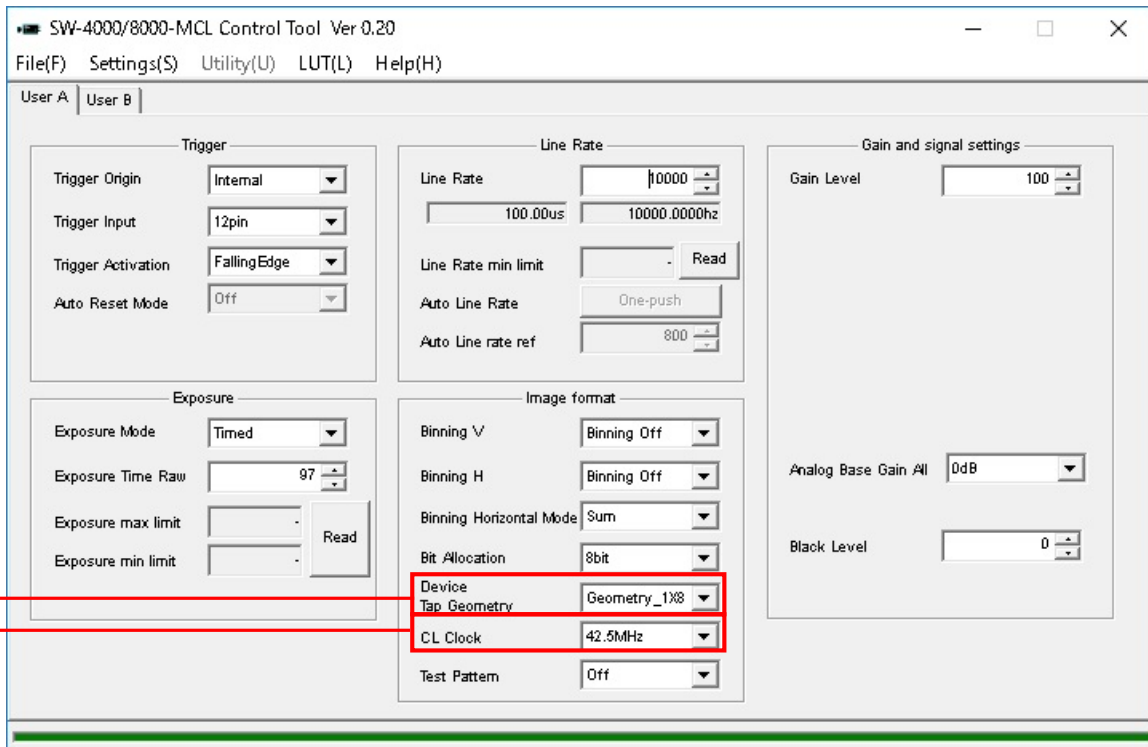 SW-4000/8000-MCL Control Tool Ver 0.20
File(F) Settings(S) Utility(U) LUT(L) Help(H)
User A User B
Trigger
Trigger Origin Internal
Trigger Input 12pin
Trigger Activation FallingEdge
Auto Reset Mode Off
Line Rate
Line Rate 10000
100.00us 10000.0000hz
Line Rate min limit - Read
Auto Line Rate One-push
Auto Line rate ref 800
Gain and signal settings
Gain Level 100
Analog Base Gain All 0dB
Black Level 0
Exposure
Exposure Mode Timed
Exposure Time Raw 97
Exposure max limit -
Read
Exposure min limit -
Image format
Binning V Binning Off
Binning H Binning Off
Binning Horizontal Mode Sum
Bit Allocation 8bit
Device
Tap Geometry Geometry_1X8
CL Clock 42.5MHz
Test Pattern Off